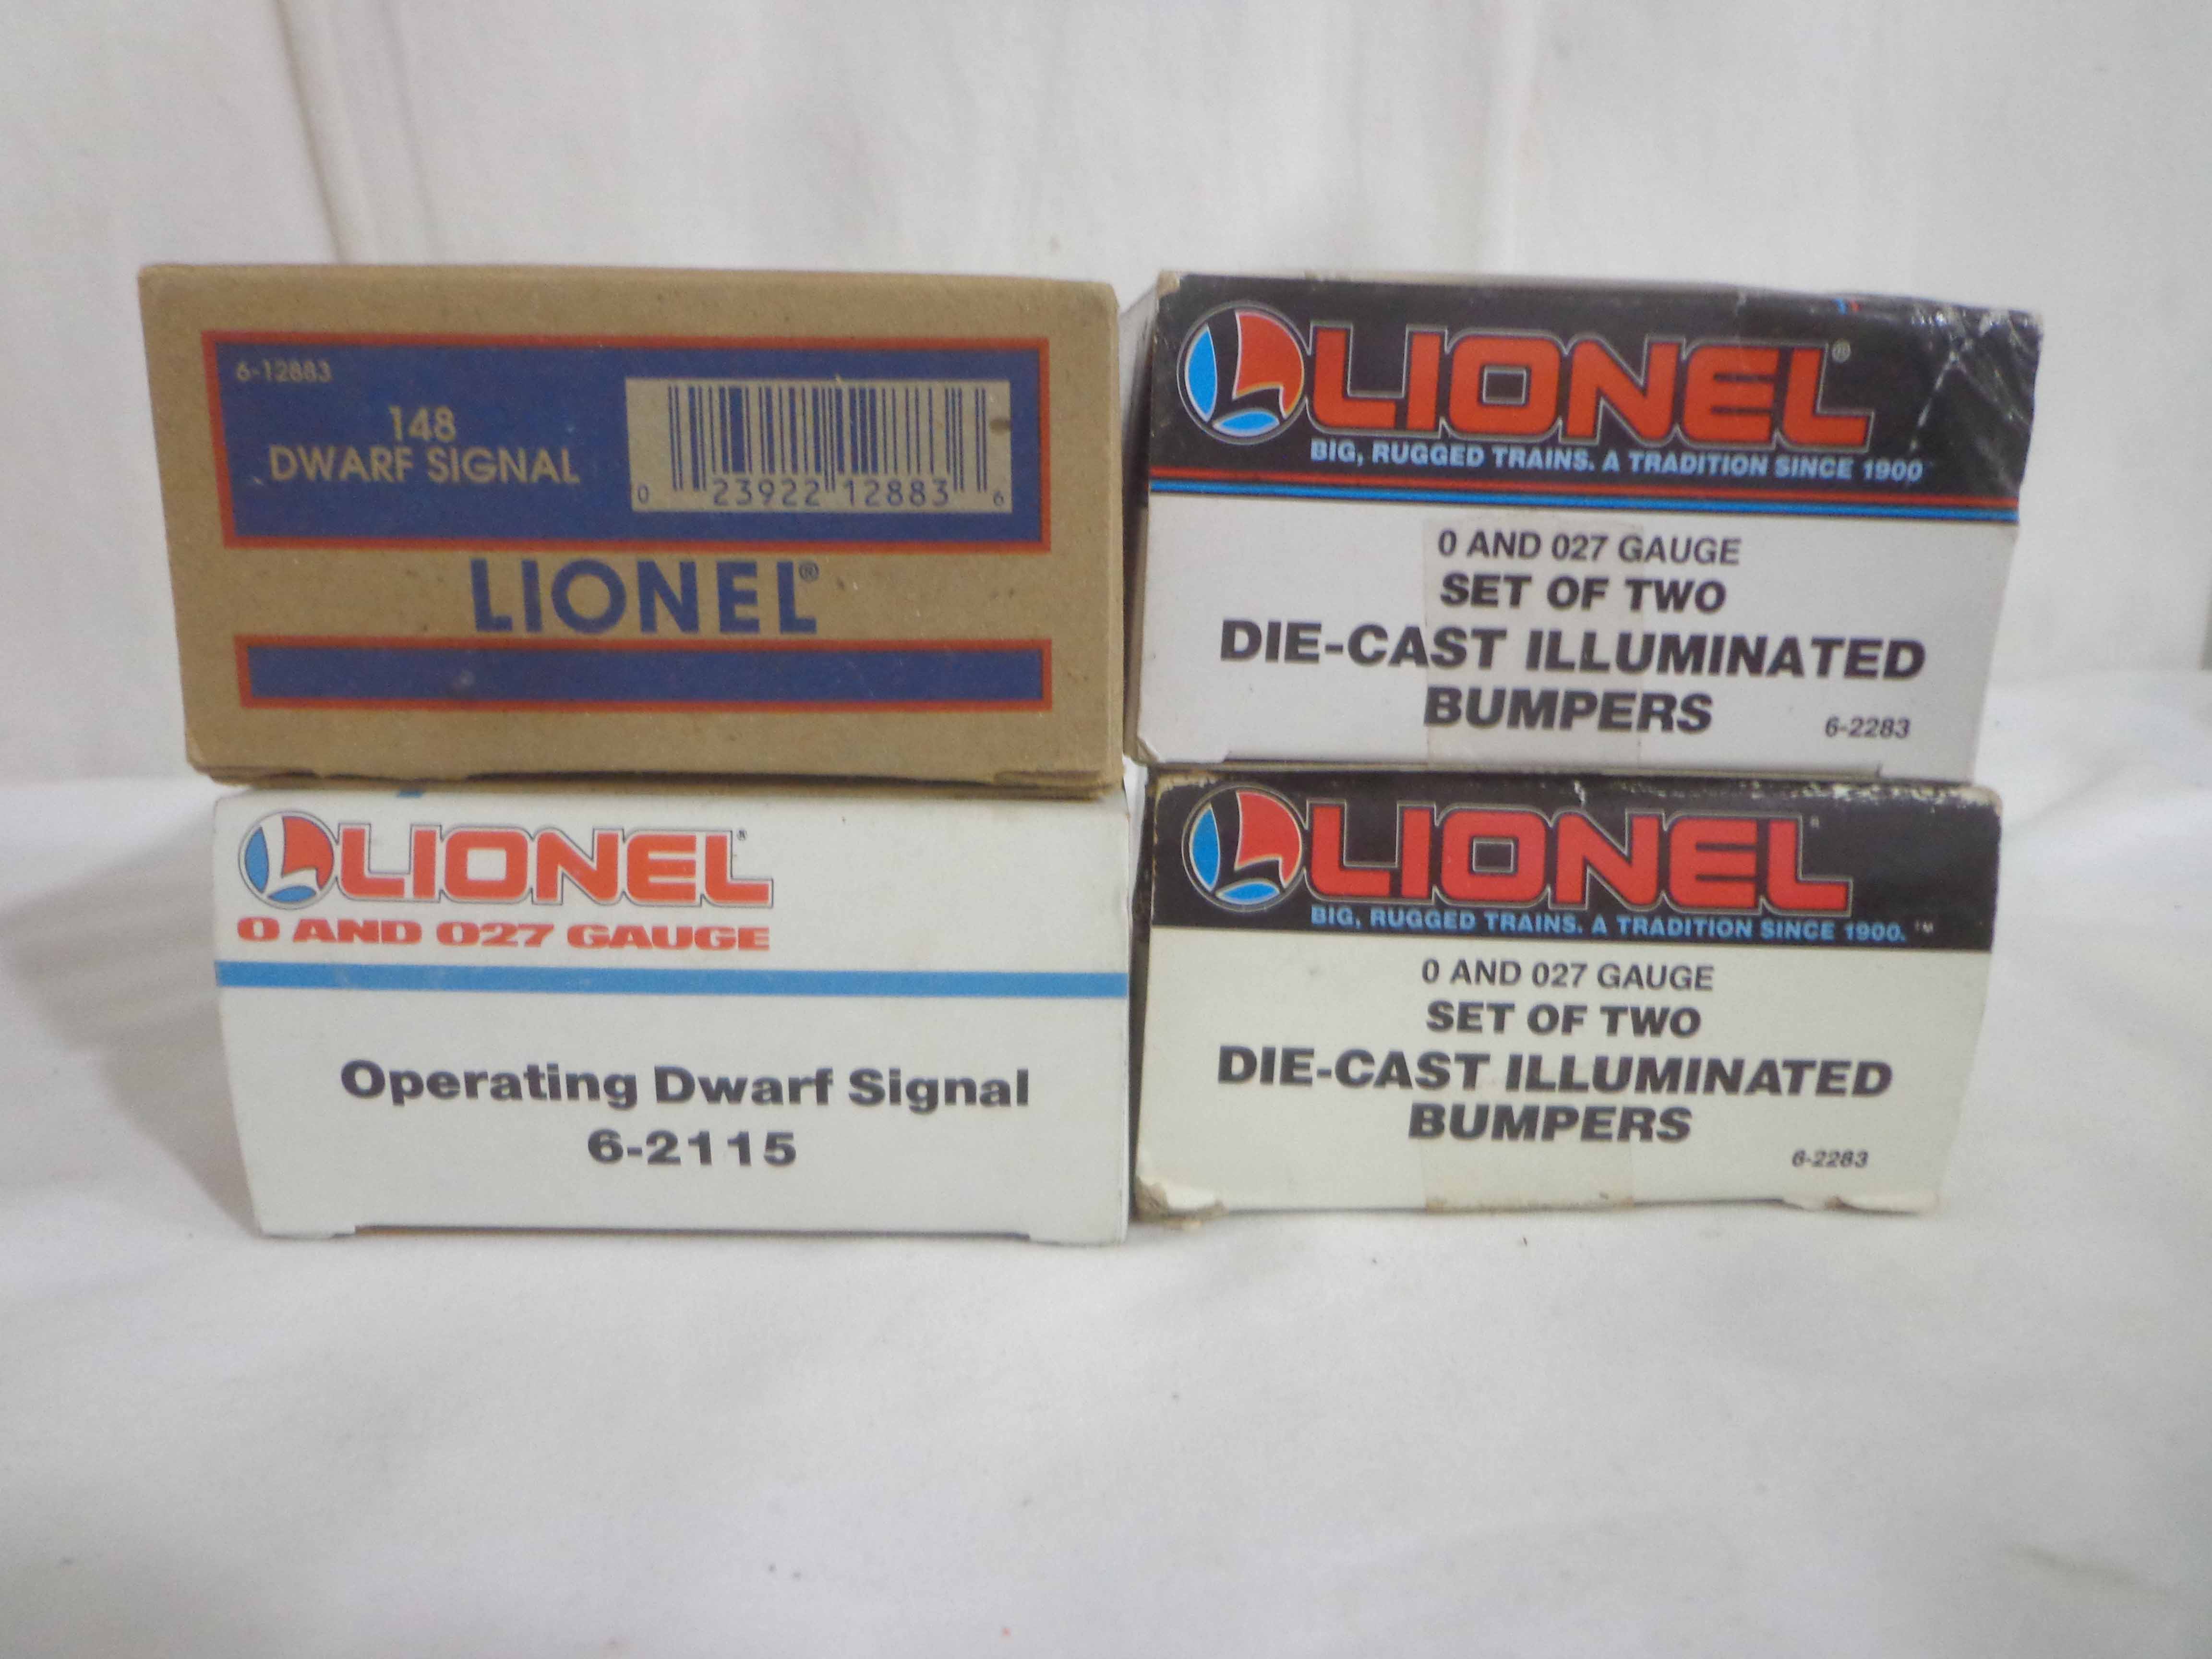 6-12883
148
DWARF SIGNAL
0 23922 12883 6
LIONEL®
LIONEL®
BIG, RUGGED TRAINS. A TRADITION SINCE 1900
0 AND 027 GAUGE
SET OF TWO
DIE-CAST ILLUMINATED
BUMPERS
6-2283
LIONEL®
0 AND 027 GAUGE
Operating Dwarf Signal
6-2115
LIONEL
BIG, RUGGED TRAINS. A TRADITION SINCE 1900.™
0 AND 027 GAUGE
SET OF TWO
DIE-CAST ILLUMINATED
BUMPERS
6-2283